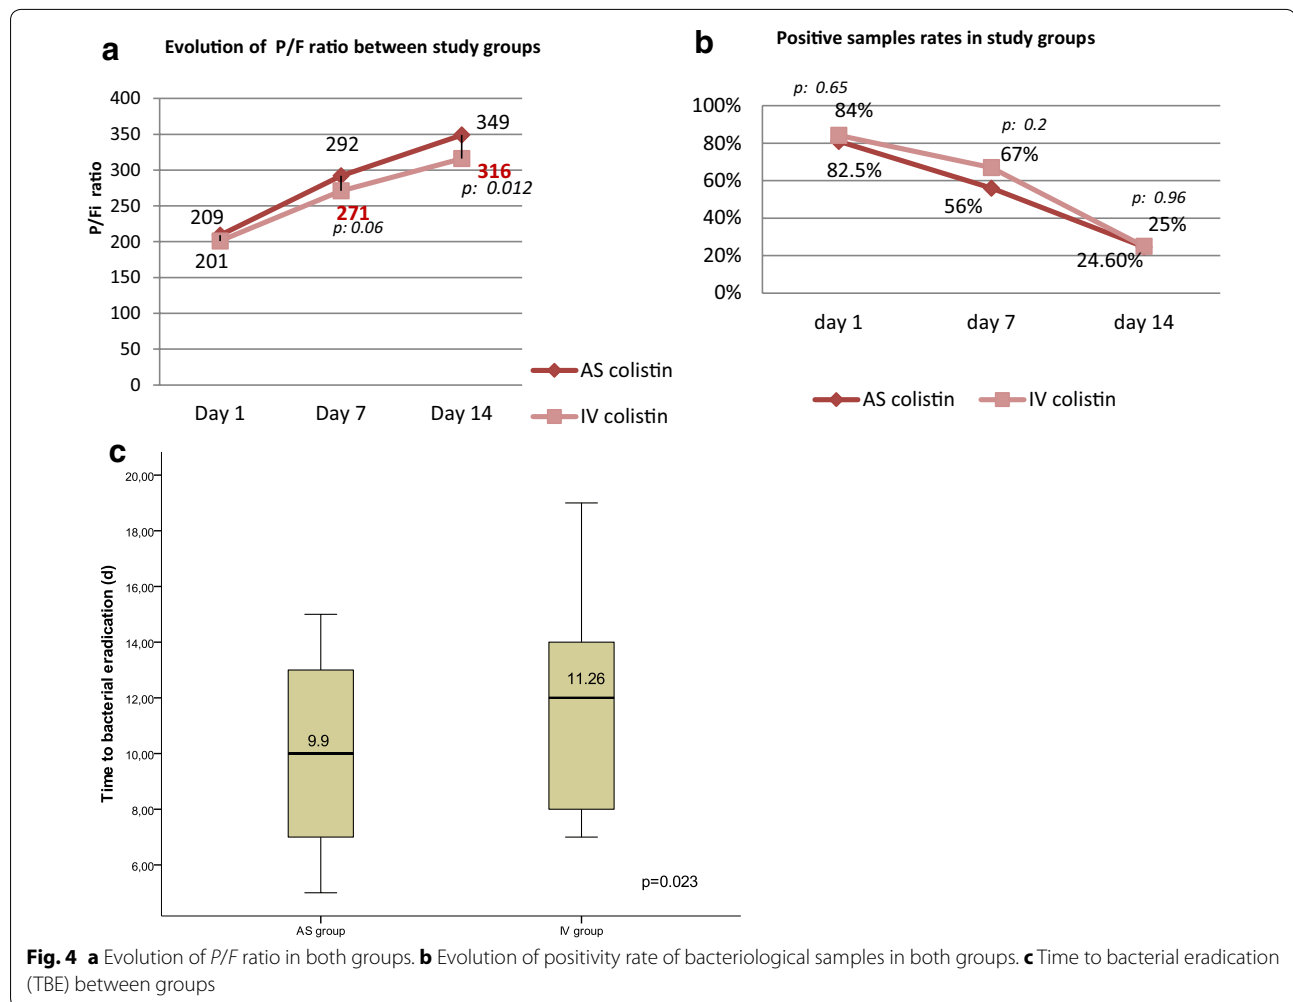 a
Evolution of P/F ratio between study groups
400
350
300
250
200
150
100
50
0
P/Fi ratio
209
201
292
271
p: 0.06
349
316
p: 0.012
Day 1
Day 7
Day 14
AS colistin
IV colistin
b
Positive samples rates in study groups
100%
80%
60%
40%
20%
0%
p: 0.65
84%
82.5%
p: 0.2
67%
56%
p: 0.96
25%
24.60%
day 1
day 7
day 14
AS colistin
IV colistin
c
20,00
18,00
16,00
14,00
12,00
10,00
8,00
6,00
Time to bacterial eradication (d)
9.9
11.26
p=0.023
AS group
IV group
Fig. 4 a Evolution of P/F ratio in both groups. b Evolution of positivity rate of bacteriological samples in both groups. c Time to bacterial eradication
(TBE) between groups